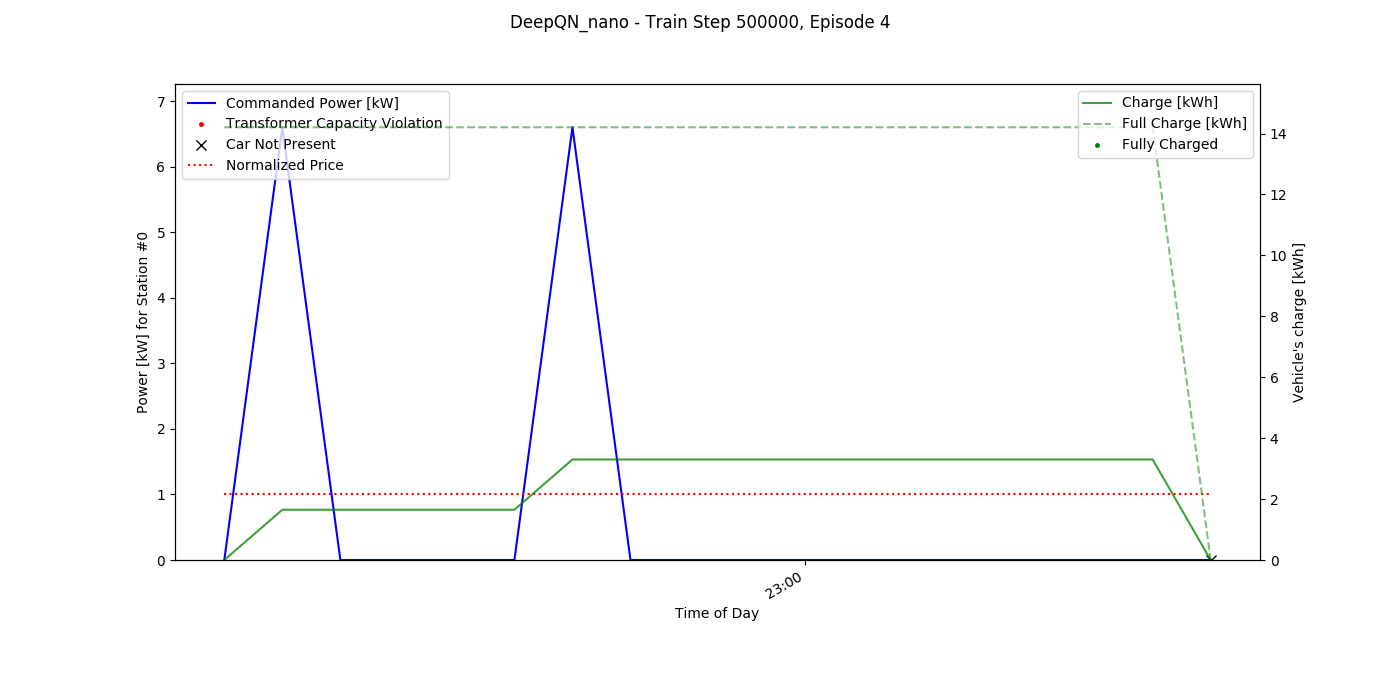 DeepQN_nano - Train Step 500000, Episode 4
Commanded Power [kW]
Transformer Capacity Violation
Car Not Present
Normalized Price
Charge [kWh]
Full Charge [kWh]
Fully Charged
7
6
5
4
3
2
1
0
Power [kW] for Station #0
14
12
10
8
6
4
2
0
Vehicle's charge [kWh]
23:00
Time of Day